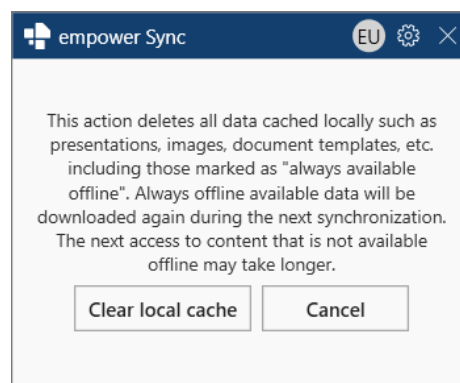 empower Sync
EU
This action deletes all data cached locally such as
presentations, images, document templates, etc.
including those marked as "always available
offline". Always offline available data will be
downloaded again during the next synchronization.
The next access to content that is not available
offline may take longer.
Clear local cache
Cancel